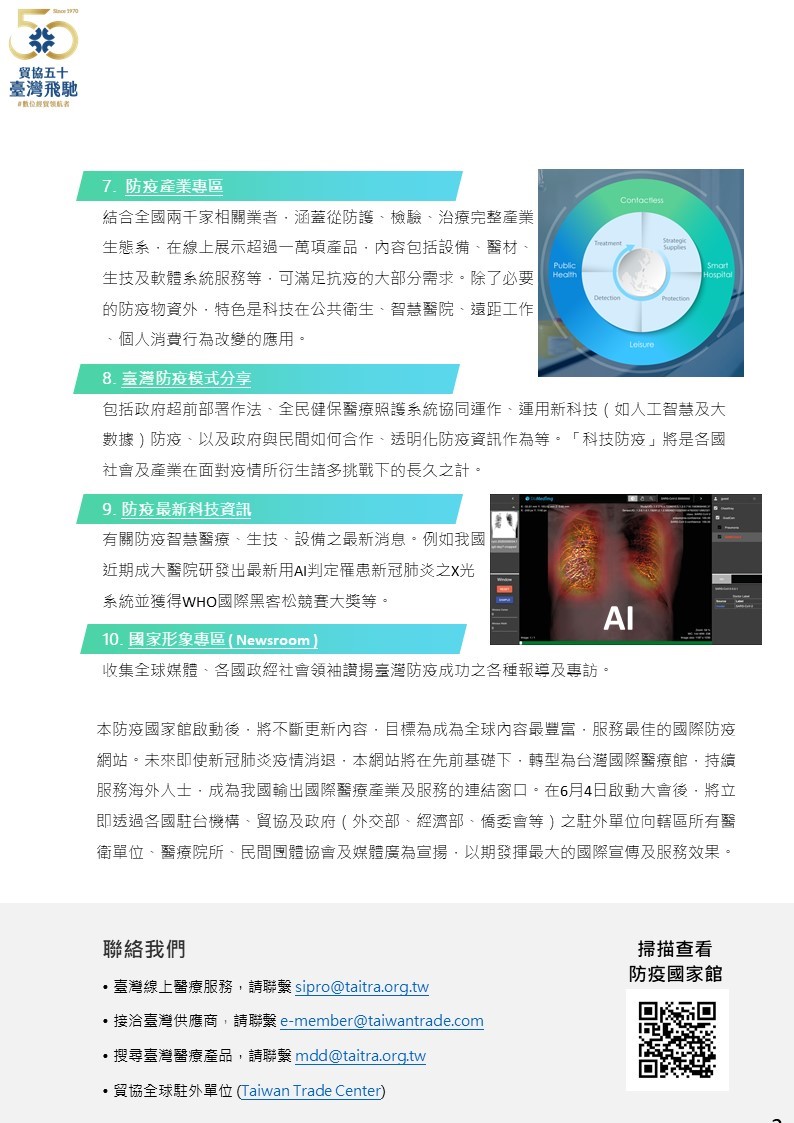 Since 1970
50
貿協五十
臺灣飛馳
#數位經貿領航者
7. 防疫產業專區
結合全國兩千家相關業者，涵蓋從防護、檢驗、治療完整產業
生態系，在線上展示超過一萬項產品，內容包括設備、醫材、
生技及軟體系統服務等，可滿足抗疫的大部分需求。除了必要
的防疫物資外，特色是科技在公共衛生、智慧醫院、遠距工作
、個人消費行為改變的應用。
Contactless
Treatment
Strategic
Supplies
Public
Health
Smart
Hospital
Detection
Protection
Leisure
8. 臺灣防疫模式分享
包括政府超前部署作法、全民健保醫療照護系統協同運作、運用新科技（如人工智慧及大
數據）防疫、以及政府與民間如何合作、透明化防疫資訊作為等。「科技防疫」將是各國
社會及產業在面對疫情所衍生諸多挑戰下的長久之計。
9. 防疫最新科技資訊
有關防疫智慧醫療、生技、設備之最新消息。例如我國
近期成大醫院研發出最新用AI判定罹患新冠肺炎之X光
系統並獲得WHO國際黑客松競賽大獎等。
Window
AI
10. 國家形象專區 ( Newsroom )
收集全球媒體、各國政經社會領袖讚揚臺灣防疫成功之各種報導及專訪。
本防疫國家館啟動後，將不斷更新內容，目標為成為全球內容最豐富，服務最佳的國際防疫
網站。未來即使新冠肺炎疫情消退，本網站將在先前基礎下，轉型為台灣國際醫療館，持續
服務海外人士，成為我國輸出國際醫療產業及服務的連結窗口。在6月4日啟動大會後，將立
即透過各國駐台機構、貿協及政府（外交部、經濟部、僑委會等）之駐外單位向轄區所有醫
衛單位、醫療院所、民間團體協會及媒體廣為宣揚，以期發揮最大的國際宣傳及服務效果。
聯絡我們
• 臺灣線上醫療服務，請聯繫 sipro@taitra.org.tw
• 接洽臺灣供應商，請聯繫 e-member@taiwantrade.com
• 搜尋臺灣醫療產品，請聯繫 mdd@taitra.org.tw
• 貿協全球駐外單位 (Taiwan Trade Center)
掃描查看
防疫國家館